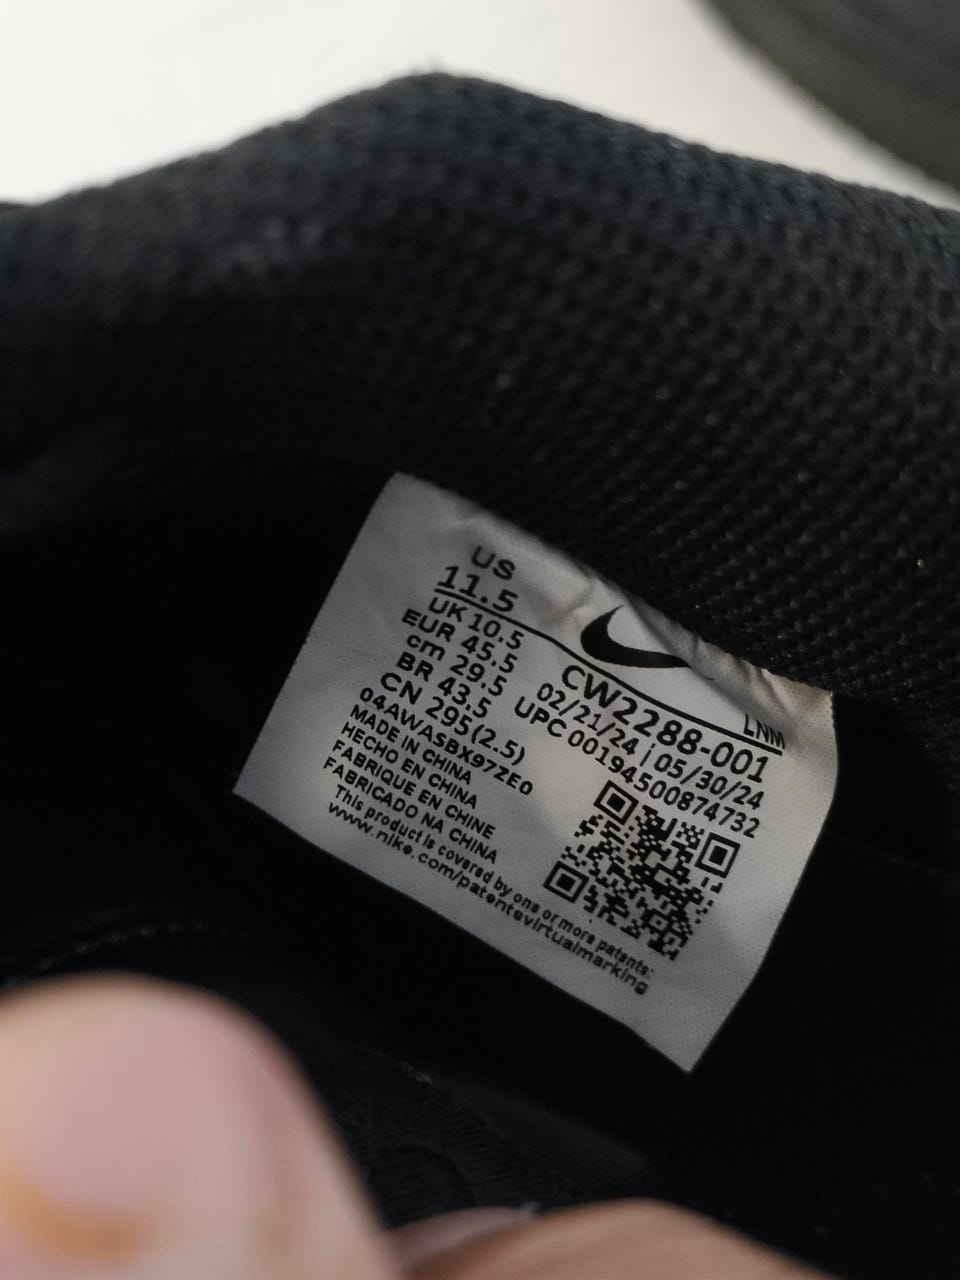 US
11.5
UK 10.5
EUR 45.5
cm 29.5
BR 43.5
CN 295(2.5)
04AWASBX97ZE0
MADE IN CHINA
HECHO EN CHINA
FABRIQUE EN CHINE
FABRICADO NA CHINA
This product is covered by one or more patents:
www.nike.com/patentsvirtualmarking
LNM
CW2288-001
02/21/24 | 05/30/24
UPC 00194500874732